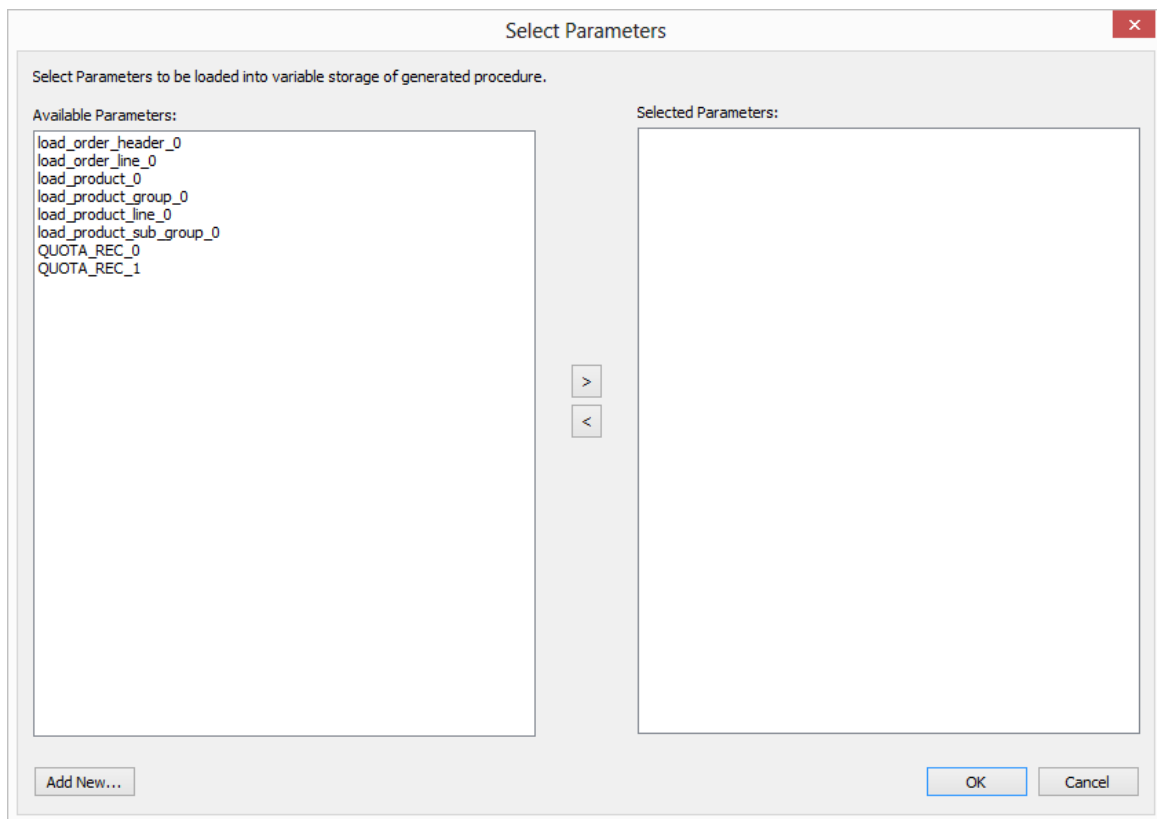 Select Parameters
×
Select Parameters to be loaded into variable storage of generated procedure.
Available Parameters:
load_order_header_0
load_order_line_0
load_product_0
load_product_group_0
load_product_line_0
load_product_sub_group_0
QUOTA_REC_0
QUOTA_REC_1
Selected Parameters:
>
<
Add New...
OK
Cancel